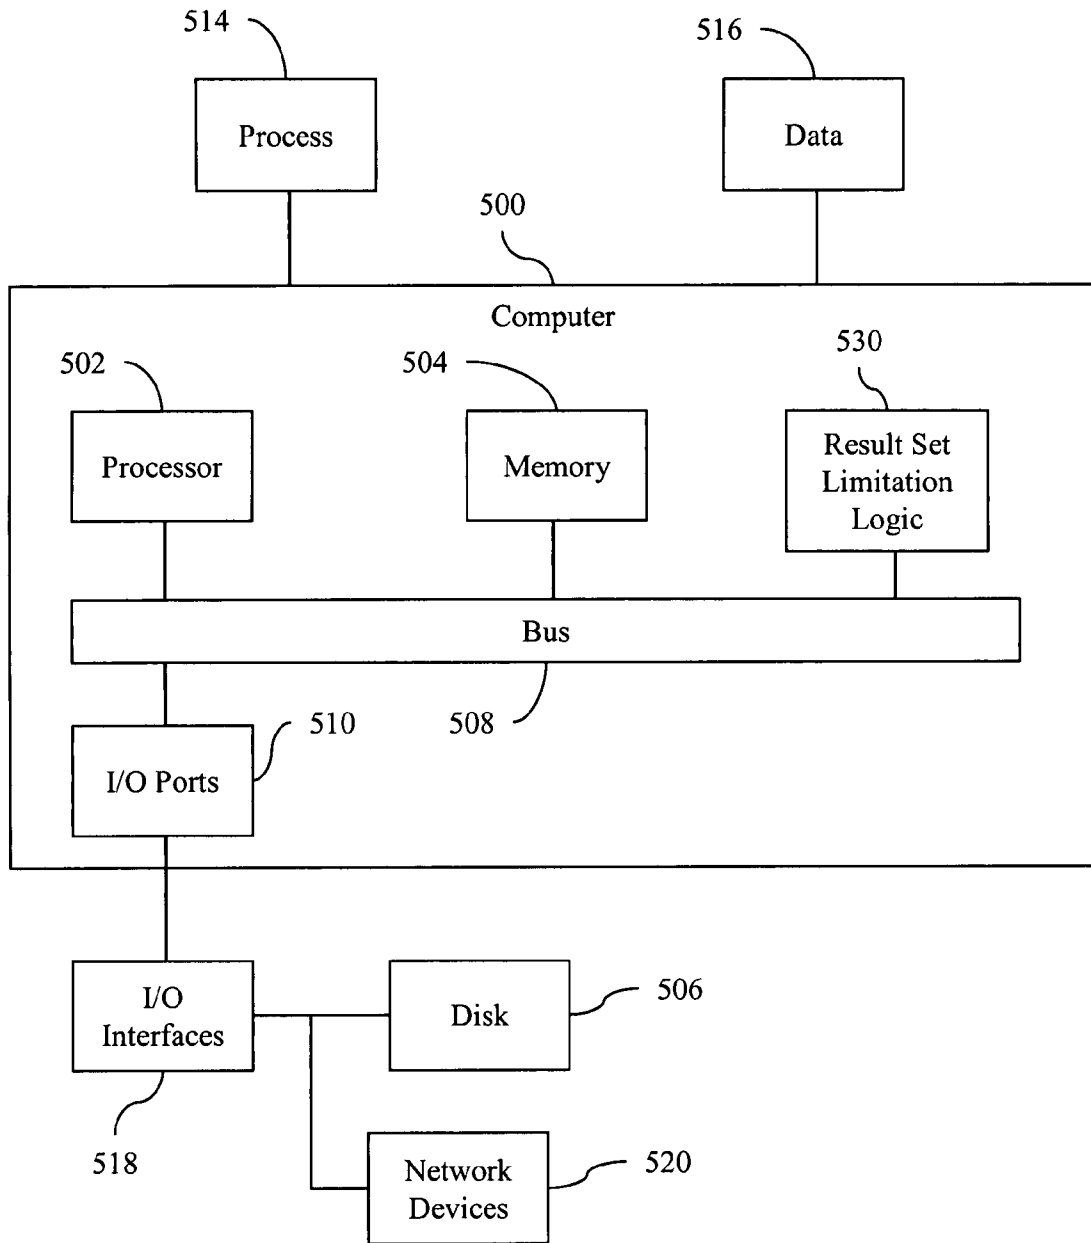 514
516
Process
Data
500
Computer
502
504
530
Processor
Memory
Result Set
Limitation
Logic
Bus
510
508
I/O Ports
I/O
Interfaces
Disk
506
518
Network
Devices
520